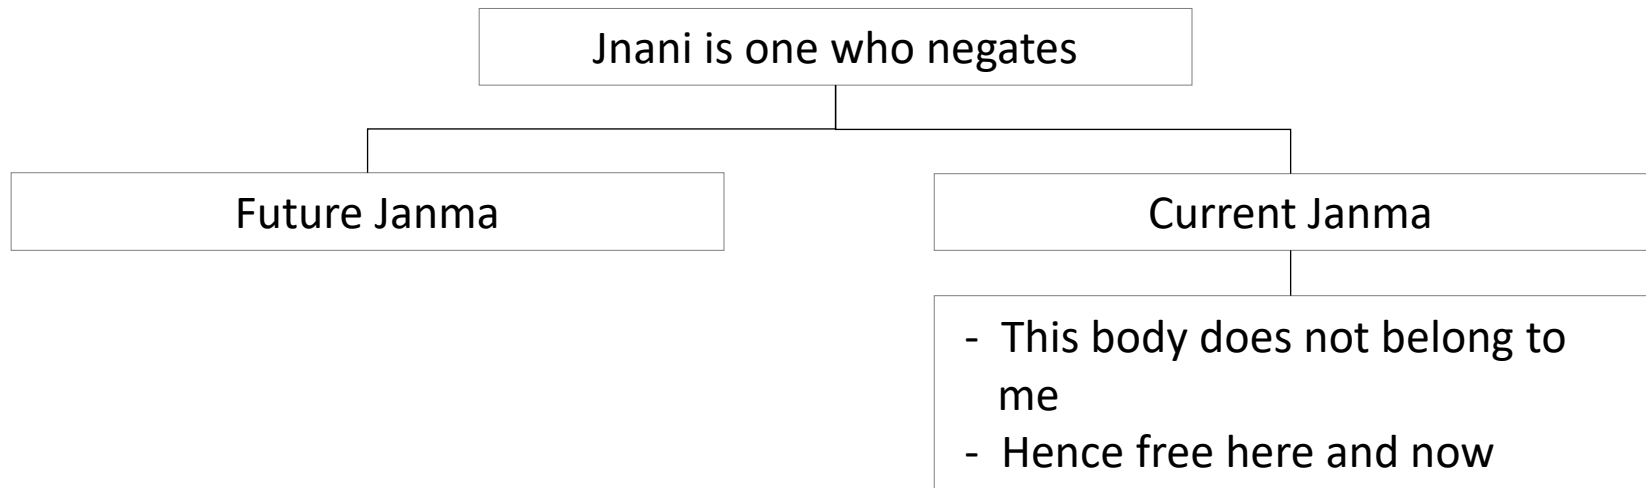 Jnani is one who negates
Future Janma
Current Janma
- This body does not belong to
me
- Hence free here and now